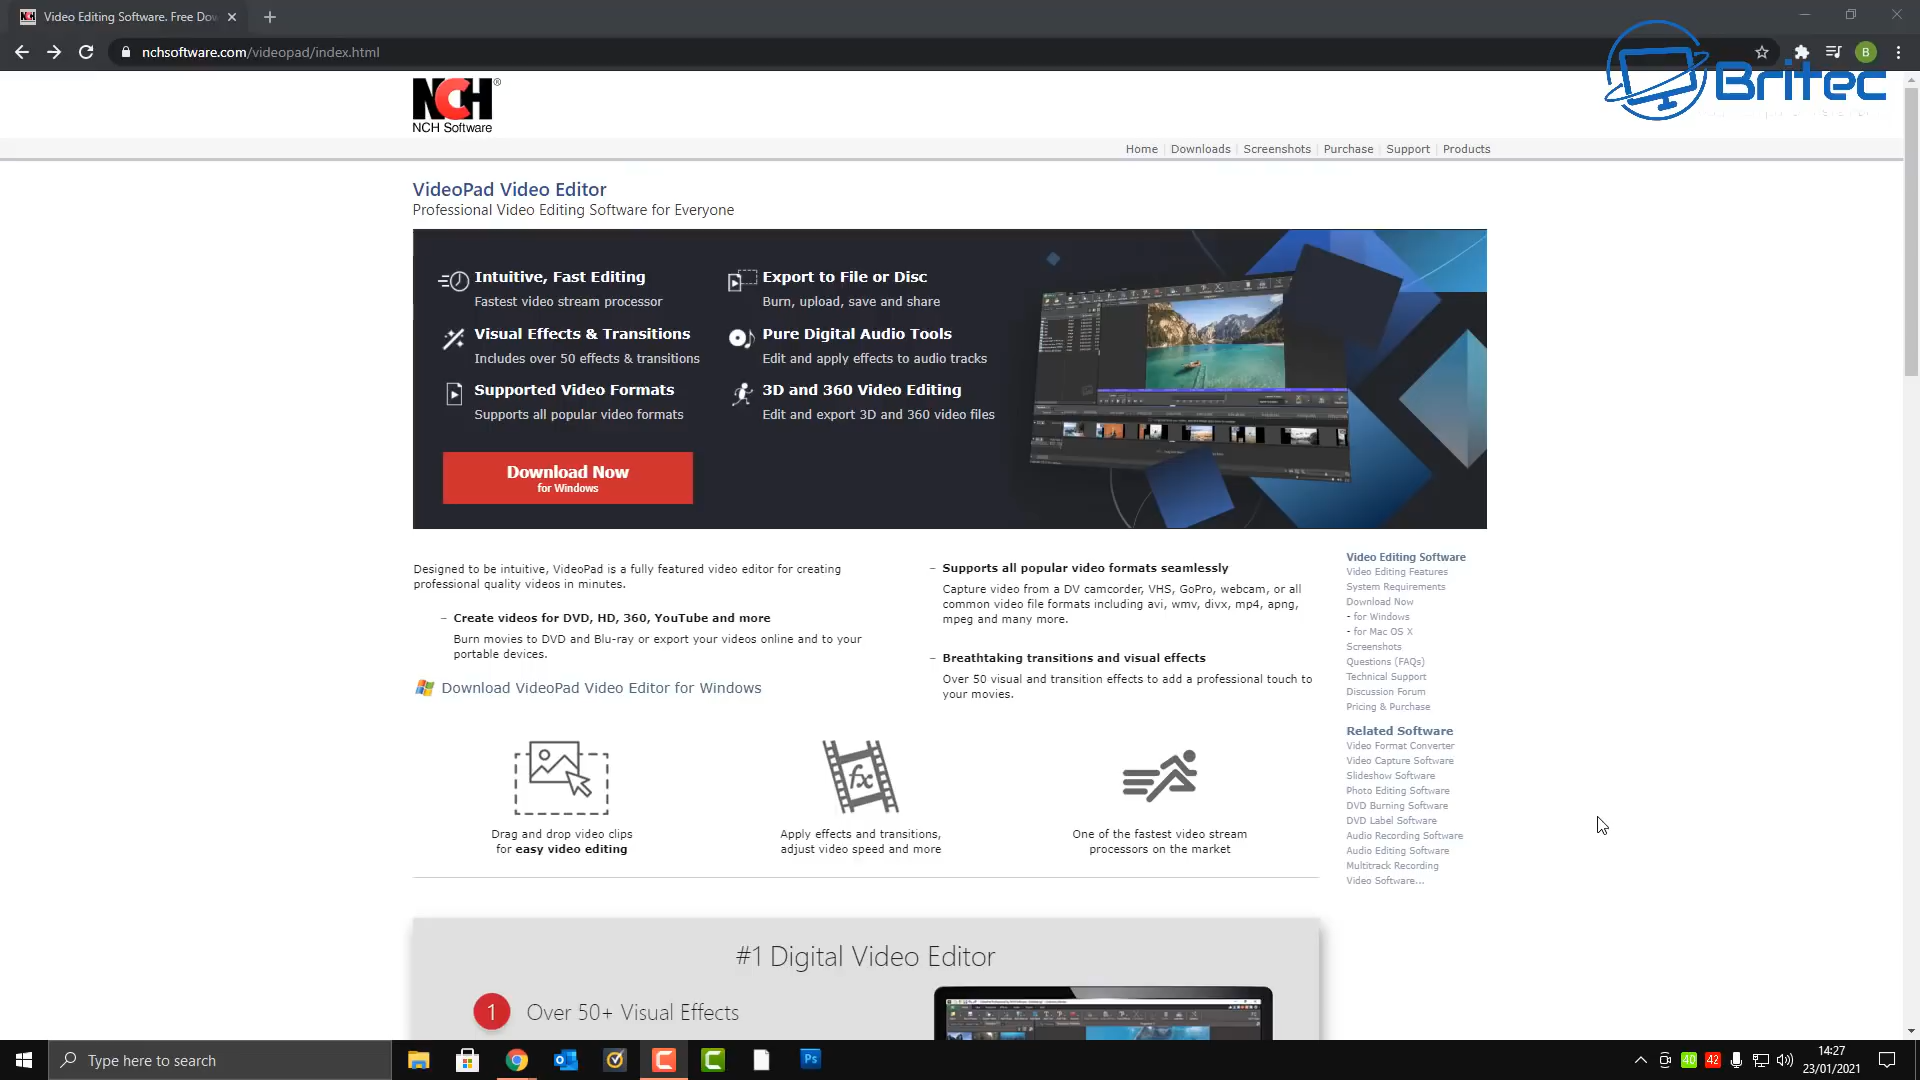 Video Editing Software. Free Dow
nchsoftware.com/videopad/index.html
B
Britec
NCH®
NCH Software
Home | Downloads | Screenshots | Purchase | Support | Products
VideoPad Video Editor
Professional Video Editing Software for Everyone
Intuitive, Fast Editing
Fastest video stream processor
Visual Effects & Transitions
Includes over 50 effects & transitions
Supported Video Formats
Supports all popular video formats
Export to File or Disc
Burn, upload, save and share
Pure Digital Audio Tools
Edit and apply effects to audio tracks
3D and 360 Video Editing
Edit and export 3D and 360 video files
Download Now
for Windows
Designed to be intuitive, VideoPad is a fully featured video editor for creating
professional quality videos in minutes.
– Create videos for DVD, HD, 360, YouTube and more
Burn movies to DVD and Blu-ray or export your videos online and to your
portable devices.
Download VideoPad Video Editor for Windows
– Supports all popular video formats seamlessly
Capture video from a DV camcorder, VHS, GoPro, webcam, or all
common video file formats including avi, wmv, divx, mp4, apng,
mpeg and many more.
– Breathtaking transitions and visual effects
Over 50 visual and transition effects to add a professional touch to
your movies.
Video Editing Software
Video Editing Features
System Requirements
Download Now
- for Windows
- for Mac OS X
Screenshots
Questions (FAQs)
Technical Support
Discussion Forum
Pricing & Purchase
Related Software
Video Format Converter
Video Capture Software
Slideshow Software
Photo Editing Software
DVD Burning Software
DVD Label Software
Audio Recording Software
Audio Editing Software
Multitrack Recording
Video Software...
fx
Drag and drop video clips
for easy video editing
Apply effects and transitions,
adjust video speed and more
One of the fastest video stream
processors on the market
#1 Digital Video Editor
1 Over 50+ Visual Effects
Type here to search
Ps
40
42
14:27
23/01/2021